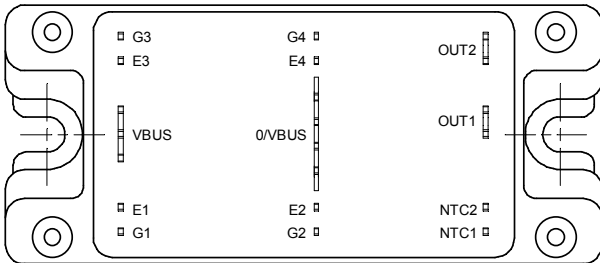 G3 G4
OUT2
E3 E4
OUT1
VBUS 0/VBUS
E1 E2 NTC2
G1 G2 NTC1